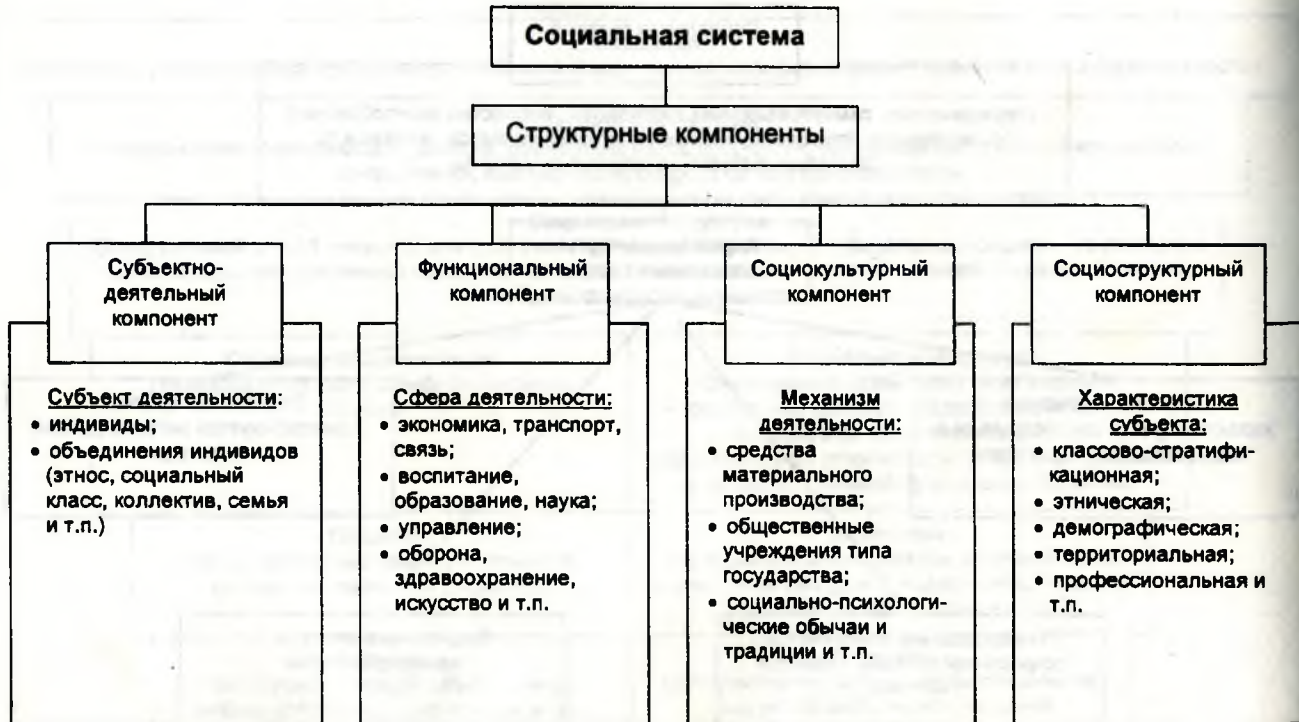 Социальная система
Структурные компоненты
Субъектно-
деятельный
компонент
Функциональный
компонент
Социокультурный
компонент
Социоструктурный
компонент
Субъект деятельности:
• индивиды;
• объединения индивидов
(этнос, социальный
класс, коллектив, семья
и т.п.)
Сфера деятельности:
• экономика, транспорт,
связь;
• воспитание,
образование, наука;
• управление;
• оборона,
здравоохранение,
искусство и т.п.
Механизм
деятельности:
• средства
материального
производства;
• общественные
учреждения типа
государства;
• социально-психологи-
ческие обычаи и
традиции и т.п.
Характеристика
субъекта:
• классово-стратифи-
кационная;
• этническая;
• демографическая;
• территориальная;
• профессиональная и
т.п.